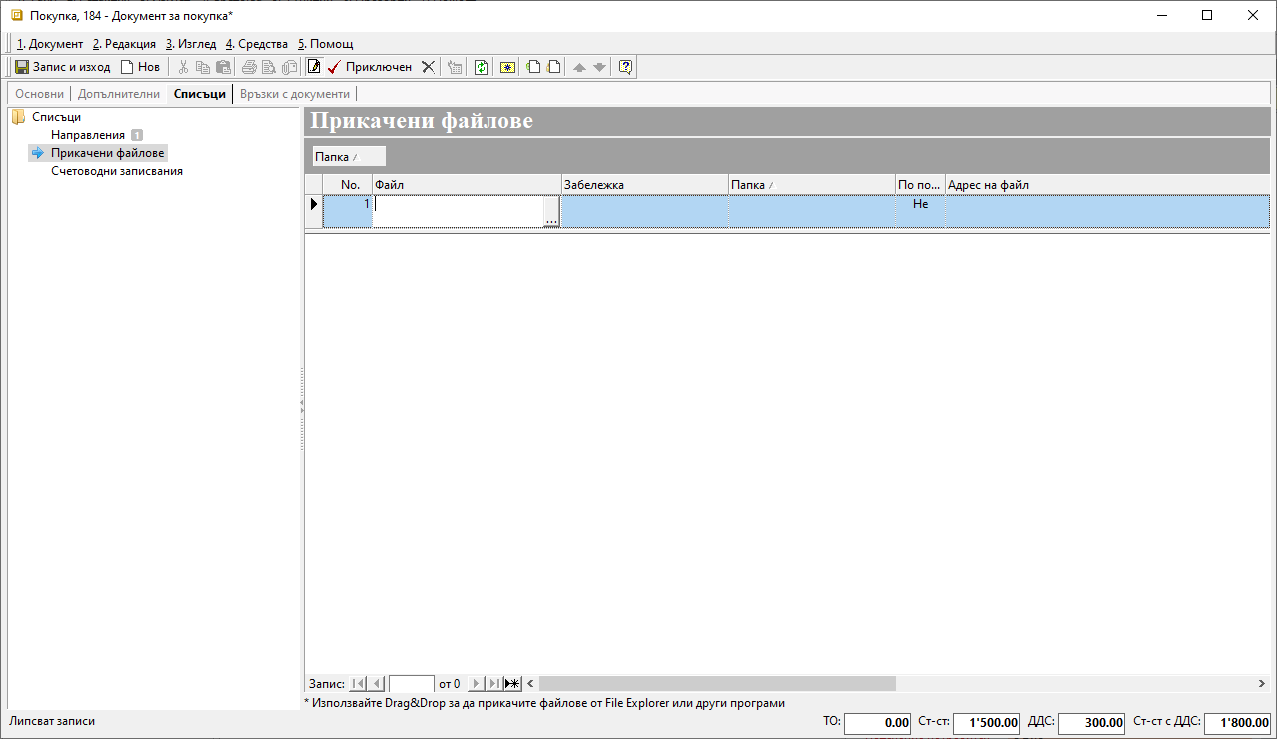 Покупка, 184 - Документ за покупка*
1. Документ 2. Редакция 3. Изглед 4. Средства 5. Помощ
Запис и изход Нов Приключен
Основни Допълнителни Списъци Връзки с документи
Списъци
Направления 1
Прикачени файлове
Счетоводни записвания
Прикачени файлове
Папка
No. Файл Забележка Папка По по... Адрес на файл
1 ... Не
Запис: от 0
* Използвайте Drag&Drop за да прикачите файлове от File Explorer или други програми
Липсват записи ТО: 0.00 Ст-ст: 1'500.00 ДДС: 300.00 Ст-ст с ДДС: 1'800.00